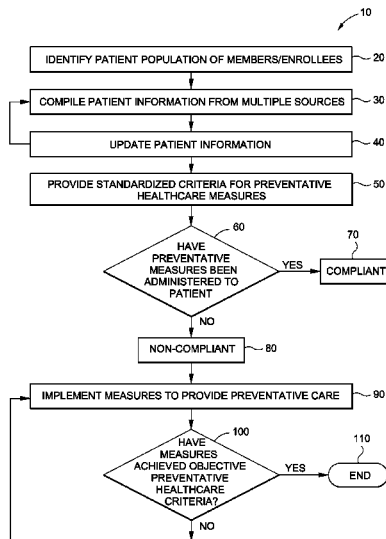 10
IDENTIFY PATIENT POPULATION OF MEMBERS/ENROLLEES
20
COMPILE PATIENT INFORMATION FROM MULTIPLE SOURCES
30
UPDATE PATIENT INFORMATION
40
PROVIDE STANDARDIZED CRITERIA FOR PREVENTATIVE
HEALTHCARE MEASURES
50
60
HAVE
PREVENTATIVE
MEASURES BEEN
ADMINISTERED TO
PATIENT
YES
70
COMPLIANT
NO
NON-COMPLIANT
80
IMPLEMENT MEASURES TO PROVIDE PREVENTATIVE CARE
90
100
HAVE
MEASURES
ACHIEVED OBJECTIVE
PREVENTATIVE
HEALTHCARE
CRITERIA?
YES
110
END
NO